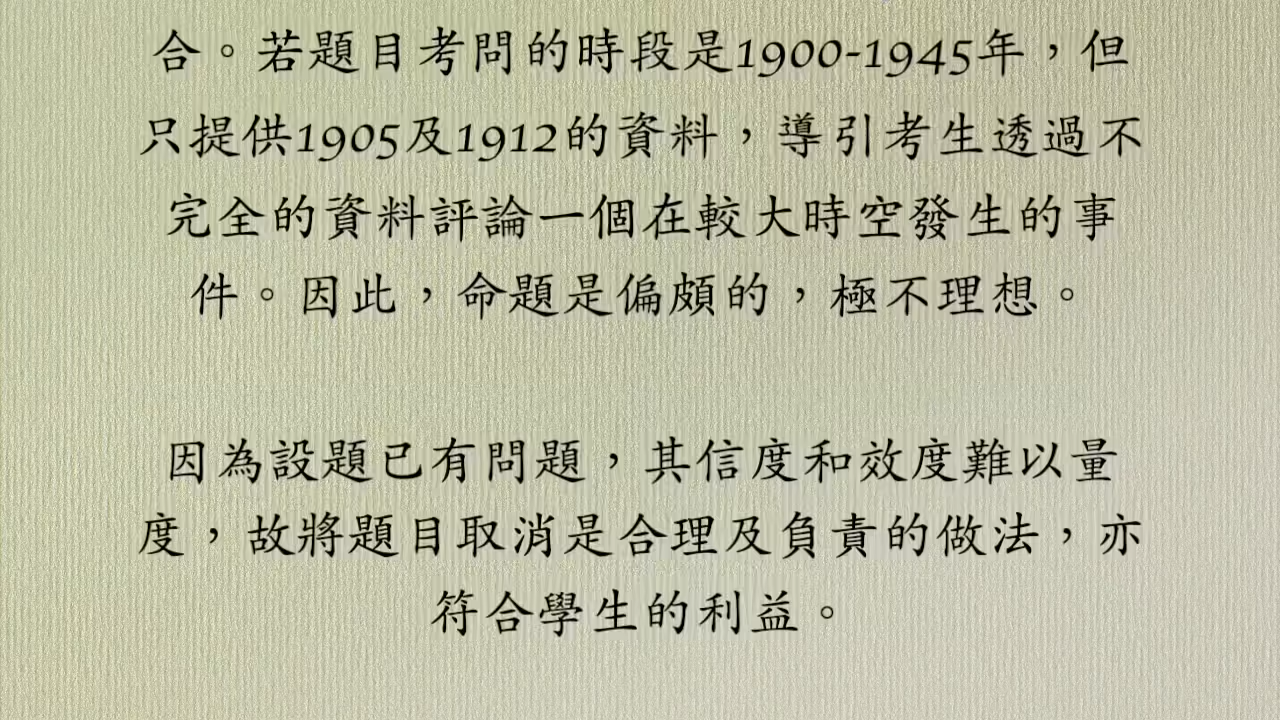 合。若題目考問的時段是1900-1945年，但
只提供1905及1912的資料，導引考生透過不
完全的資料評論一個在較大時空發生的事
件。因此，命題是偏頗的，極不理想。
因為設題已有問題，其信度和效度難以量
度，故將題目取消是合理及負責的做法，亦
符合學生的利益。